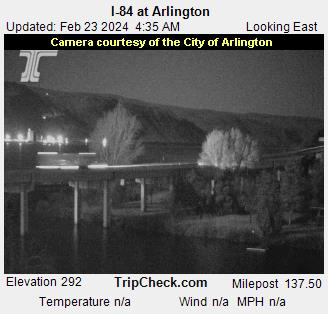 I-84 at Arlington
Updated: Feb 23 2024 4:35 AM Looking East
Camera courtesy of the City of Arlington
Elevation 292 TripCheck.com Milepost 137.50
Temperature n/a Wind n/a MPH n/a